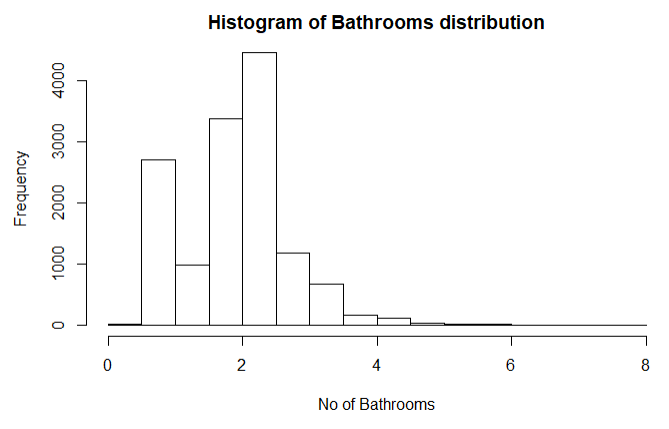 Histogram of Bathrooms distribution
Frequency
4000
3000
2000
1000
0
0 2 4 6 8
No of Bathrooms